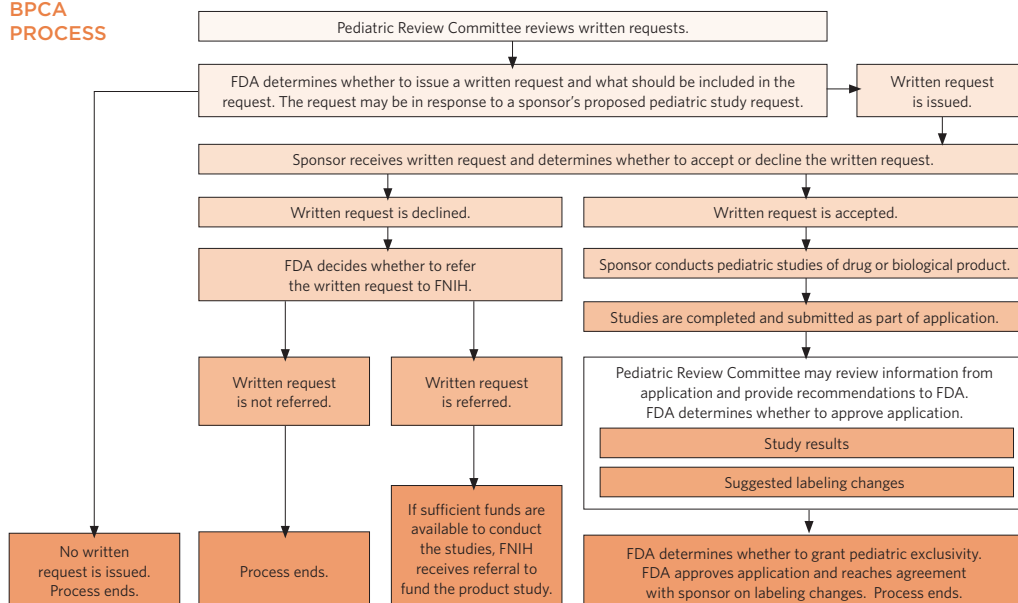 BPCA
PROCESS
Pediatric Review Committee reviews written requests.
FDA determines whether to issue a written request and what should be included in the
request. The request may be in response to a sponsor's proposed pediatric study request.
Written request
is issued.
Sponsor receives written request and determines whether to accept or decline the written request.
Written request is declined.
Written request is accepted.
FDA decides whether to refer
the written request to FNIH.
Sponsor conducts pediatric studies of drug or biological product.
Studies are completed and submitted as part of application.
Written request
is not referred.
Written request
is referred.
Pediatric Review Committee may review information from
application and provide recommendations to FDA.
FDA determines whether to approve application.
Study results
Suggested labeling changes
No written
request is issued.
Process ends.
Process ends.
If sufficient funds are
available to conduct
the studies, FNIH
receives referral to
fund the product study.
FDA determines whether to grant pediatric exclusivity.
FDA approves application and reaches agreement
with sponsor on labeling changes. Process ends.